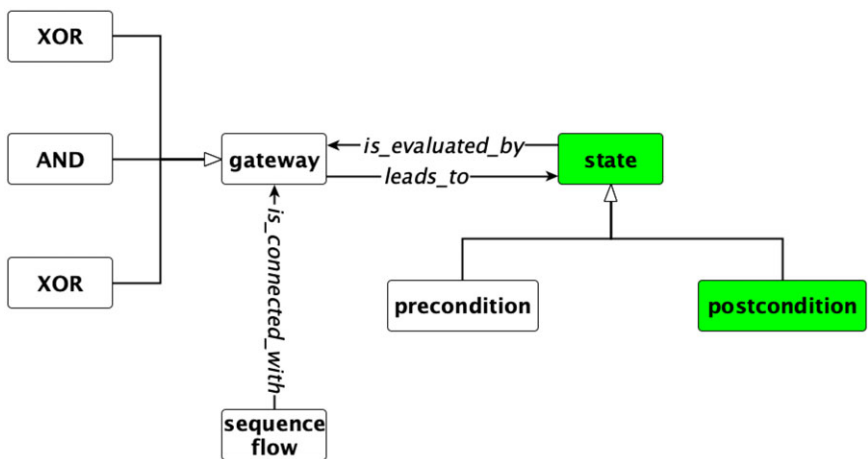 XOR
AND
XOR
gateway
is_evaluated_by
leads_to
state
is_connected_with
precondition
postcondition
sequence
flow